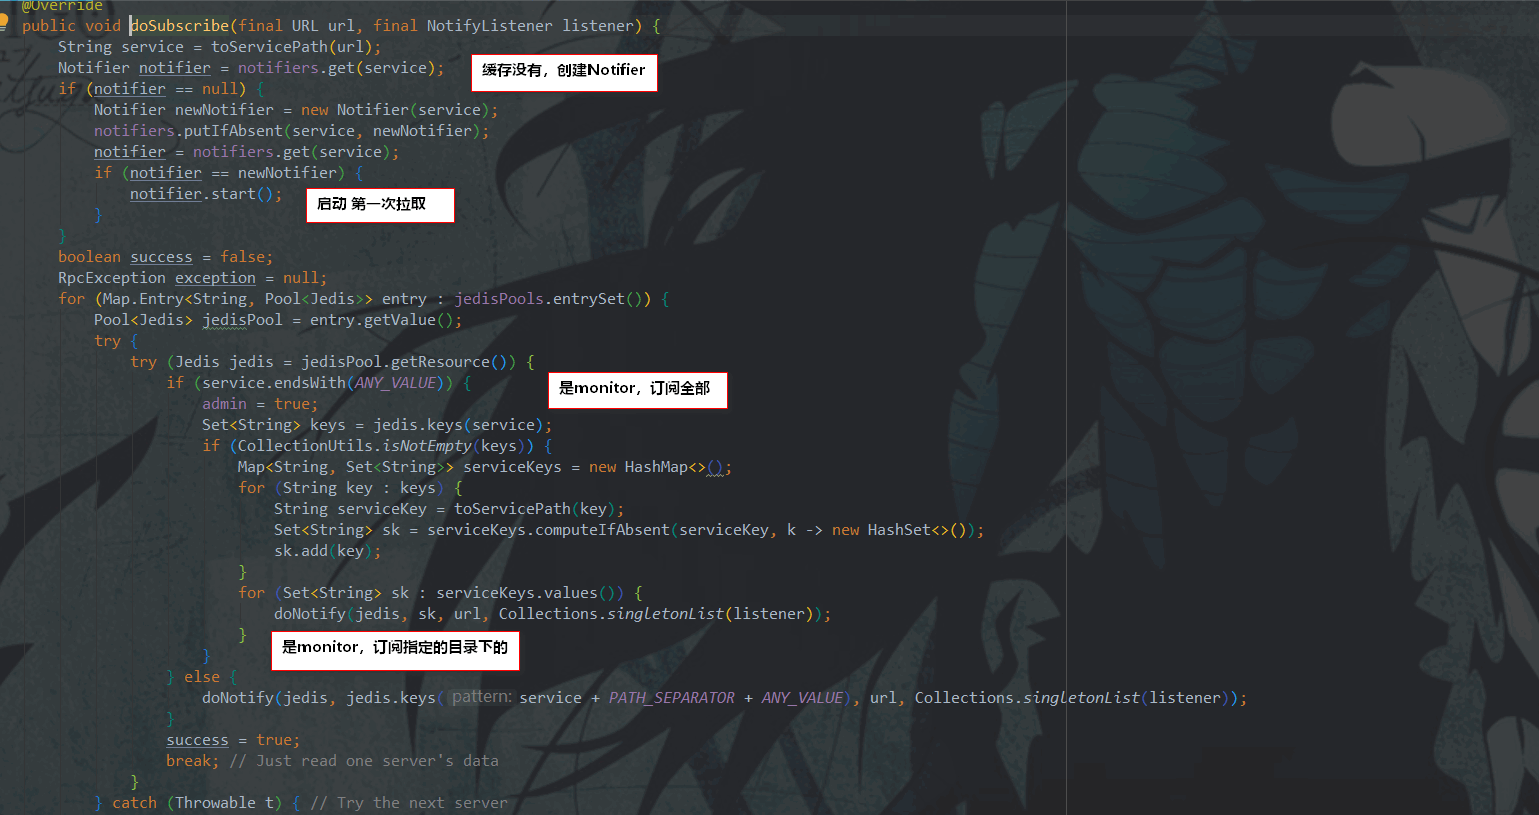 @Override
public void doSubscribe(final URL url, final NotifyListener listener) {
String service = toServicePath(url);
Notifier notifier = notifiers.get(service);
缓存没有，创建Notifier
if (notifier == null) {
Notifier newNotifier = new Notifier(service);
notifiers.putIfAbsent(service, newNotifier);
notifier = notifiers.get(service);
if (notifier == newNotifier) {
notifier.start();
启动 第一次拉取
}
}
boolean success = false;
RpcException exception = null;
for (Map.Entry<String, Pool<Jedis>> entry : jedisPools.entrySet()) {
Pool<Jedis> jedisPool = entry.getValue();
try {
try (Jedis jedis = jedisPool.getResource()) {
if (service.endsWith(ANY_VALUE)) {
是monitor，订阅全部
admin = true;
Set<String> keys = jedis.keys(service);
if (CollectionUtils.isNotEmpty(keys)) {
Map<String, Set<String>> serviceKeys = new HashMap<>();
for (String key : keys) {
String serviceKey = toServicePath(key);
Set<String> sk = serviceKeys.computeIfAbsent(serviceKey, k -> new HashSet<>());
sk.add(key);
}
for (Set<String> sk : serviceKeys.values()) {
doNotify(jedis, sk, url, Collections.singletonList(listener));
}
是monitor，订阅指定的目录下的
}
} else {
doNotify(jedis, jedis.keys( pattern: service + PATH_SEPARATOR + ANY_VALUE), url, Collections.singletonList(listener));
}
success = true;
break; // Just read one server's data
}
} catch (Throwable t) { // Try the next server